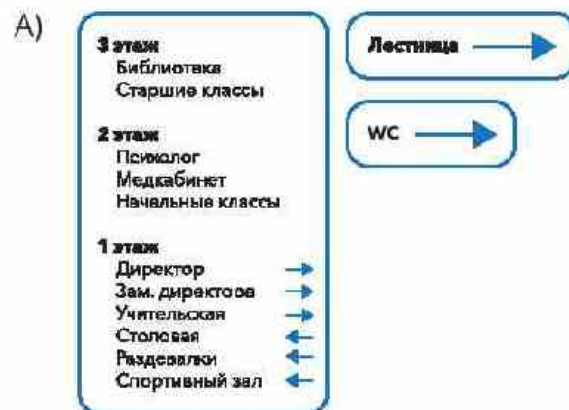 А)
3 этаж
Библиотека
Старшие классы
2 этаж
Психолог
Медкабинет
Начальные классы
1 этаж
Директор
Зам. директора
Учительская
Столовая
Раздевалки
Спортивный зал
Лестница
WC